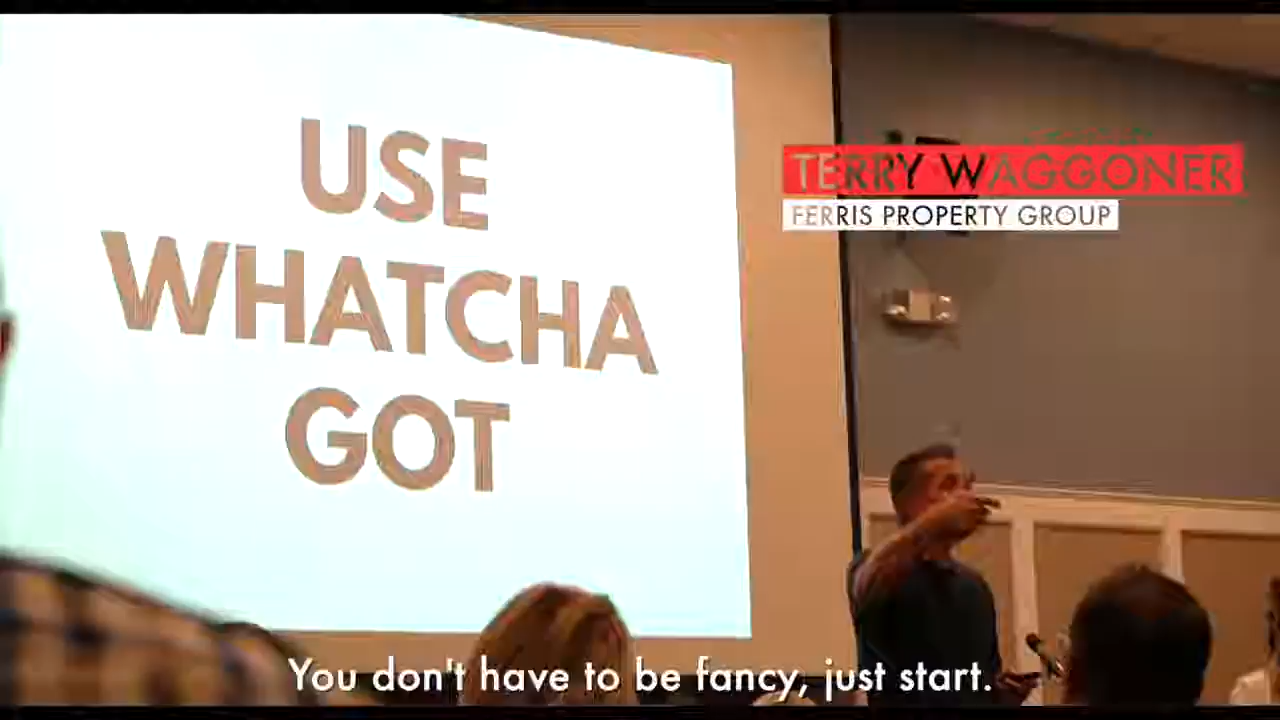 USE
WHATCHA
GOT
TERRY WAGGONER
FERRIS PROPERTY GROUP
You don't have to be fancy, just start.